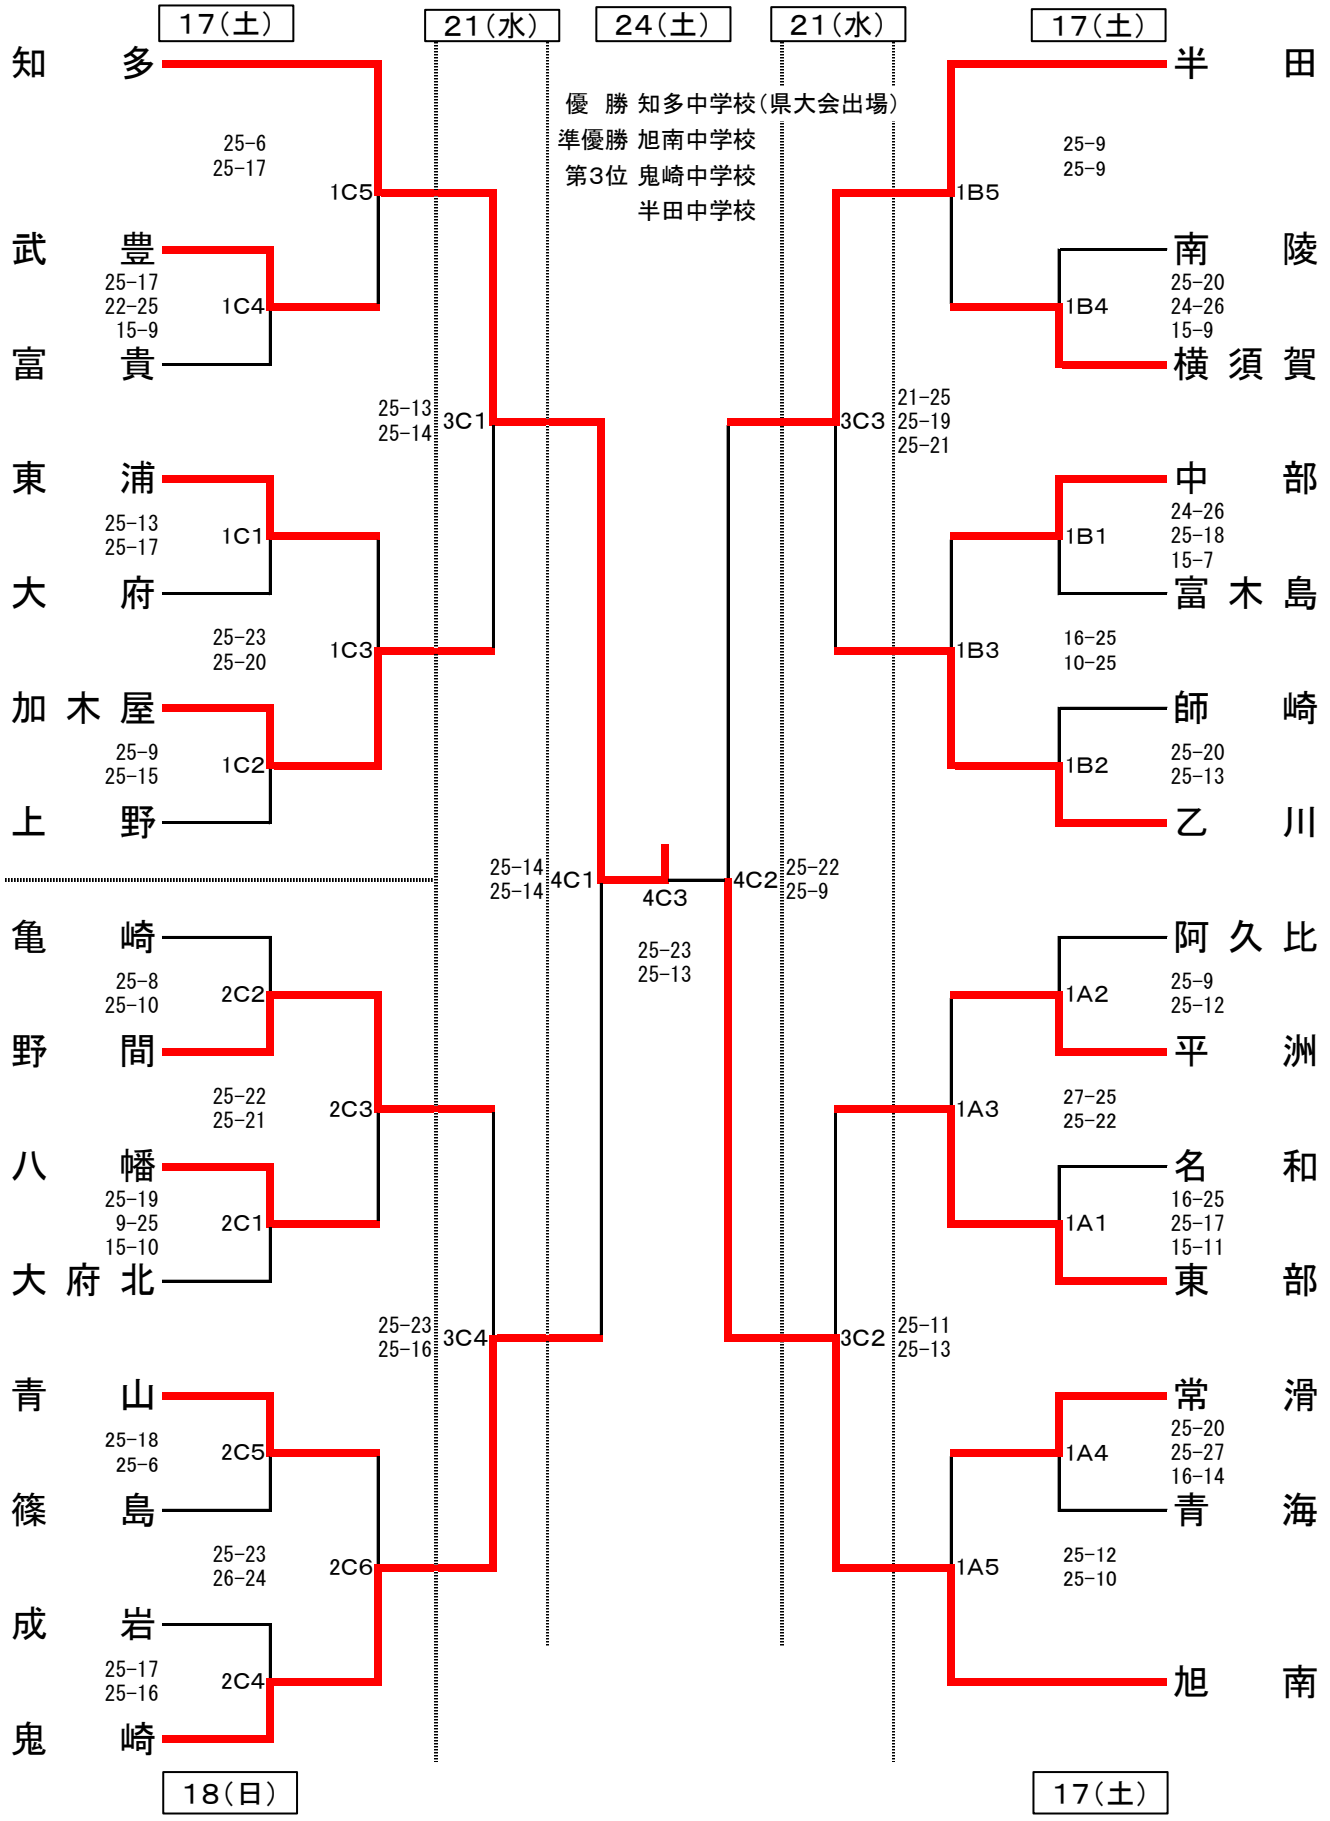 17(土)
21(水)
24(土)
21(水)
17(土)
優 勝 知多中学校(県大会出場)
準優勝 旭南中学校
第3位 鬼崎中学校
半田中学校
知 多
25-6
25-17
1C5
武 豊
25-17
22-25
15-9
1C4
富 貴
25-13
25-14
3C1
東 浦
25-13
25-17
1C1
大 府
25-23
25-20
1C3
加 木 屋
25-9
25-15
1C2
上 野
25-14
25-14
4C1
亀 崎
25-8
25-10
2C2
野 間
25-22
25-21
2C3
八 幡
25-19
9-25
15-10
2C1
大 府 北
25-23
25-16
3C4
青 山
25-18
25-6
2C5
篠 島
25-23
26-24
2C6
成 岩
25-17
25-16
2C4
鬼 崎
18(日)
4C3
25-23
25-13
半 田
25-9
25-9
1B5
南 陵
25-20
24-26
15-9
1B4
横 須 賀
21-25
25-19
25-21
3C3
中 部
24-26
25-18
15-7
1B1
富 木 島
16-25
10-25
1B3
師 崎
25-20
25-13
1B2
乙 川
4C2
25-22
25-9
阿 久 比
25-9
25-12
1A2
平 洲
27-25
25-22
1A3
名 和
16-25
25-17
15-11
1A1
東 部
3C2
25-11
25-13
常 滑
25-20
25-27
16-14
1A4
青 海
25-12
25-10
1A5
旭 南
17(土)